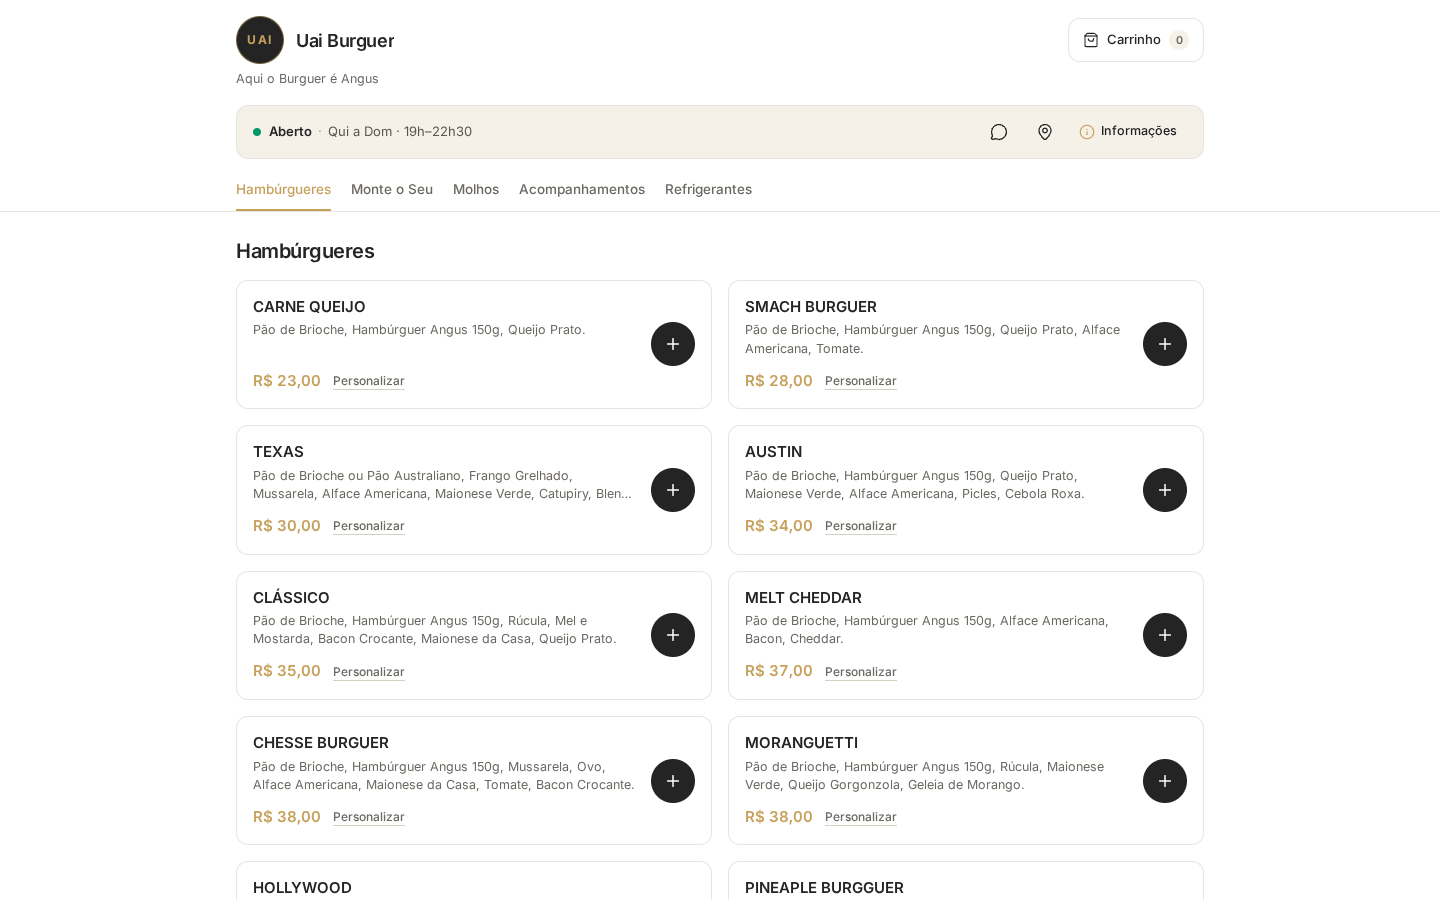 UAI
Uai Burguer
Carrinho 0
Aqui o Burguer é Angus
Aberto · Qui a Dom · 19h–22h30
Informações
Hambúrgueres Monte o Seu Molhos Acompanhamentos Refrigerantes
Hambúrgueres
CARNE QUEIJO
Pão de Brioche, Hambúrguer Angus 150g, Queijo Prato.
R$ 23,00 Personalizar
SMACH BURGUER
Pão de Brioche, Hambúrguer Angus 150g, Queijo Prato, Alface
Americana, Tomate.
R$ 28,00 Personalizar
TEXAS
Pão de Brioche ou Pão Australiano, Frango Grelhado,
Mussarela, Alface Americana, Maionese Verde, Catupiry, Blen...
R$ 30,00 Personalizar
AUSTIN
Pão de Brioche, Hambúrguer Angus 150g, Queijo Prato,
Maionese Verde, Alface Americana, Picles, Cebola Roxa.
R$ 34,00 Personalizar
CLÁSSICO
Pão de Brioche, Hambúrguer Angus 150g, Rúcula, Mel e
Mostarda, Bacon Crocante, Maionese da Casa, Queijo Prato.
R$ 35,00 Personalizar
MELT CHEDDAR
Pão de Brioche, Hambúrguer Angus 150g, Alface Americana,
Bacon, Cheddar.
R$ 37,00 Personalizar
CHESSE BURGUER
Pão de Brioche, Hambúrguer Angus 150g, Mussarela, Ovo,
Alface Americana, Maionese da Casa, Tomate, Bacon Crocante.
R$ 38,00 Personalizar
MORANGUETTI
Pão de Brioche, Hambúrguer Angus 150g, Rúcula, Maionese
Verde, Queijo Gorgonzola, Geleia de Morango.
R$ 38,00 Personalizar
HOLLYWOOD
PINEAPLE BURGGUER